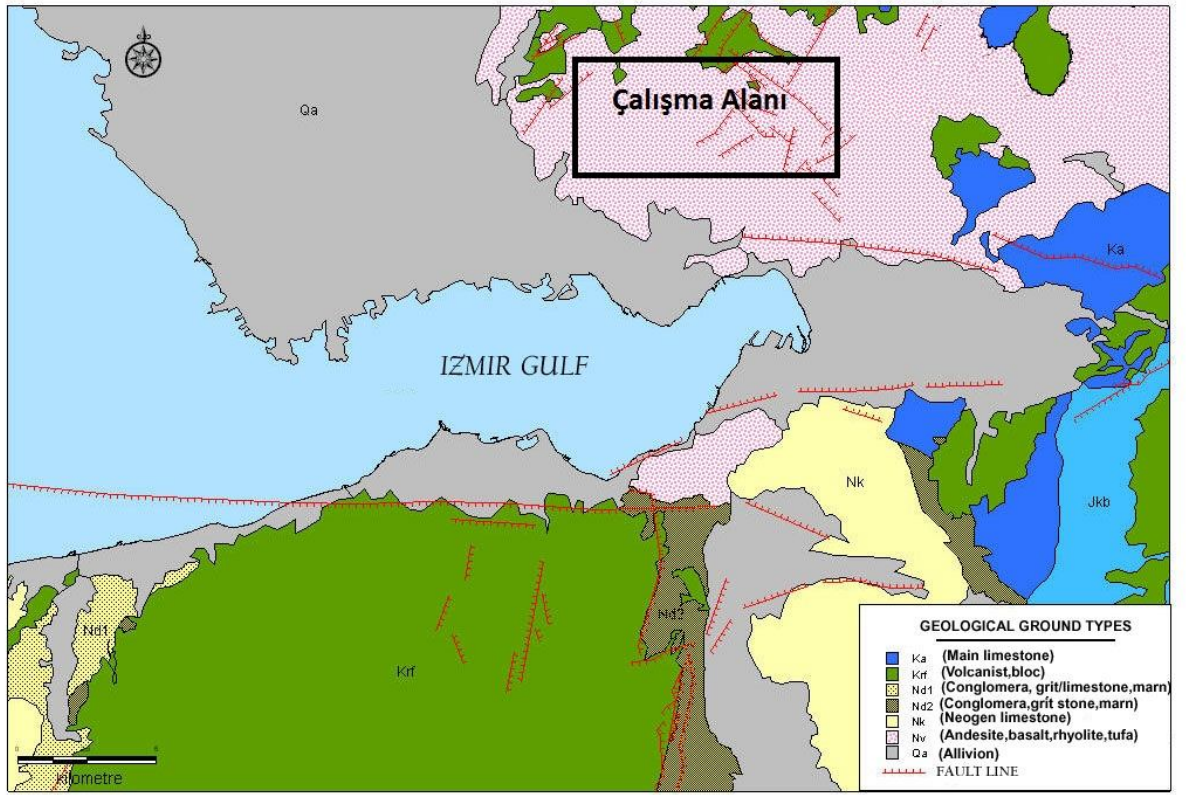 Çalışma Alanı
Qa
Ka
IZMIR GULF
Nk
Jkb
Nd1
Nd2
Krf
GEOLOGICAL GROUND TYPES
Ka (Main limestone)
Krf (Volcanist,bloc)
Nd1 (Conglomera, grit/limestone,marn)
Nd2 (Conglomera,grít stone,marn)
Nk (Neogen limestone)
Nv (Andesite,basalt,rhyolite,tufa)
Qa (Allivion)
FAULT LINE
kilometre